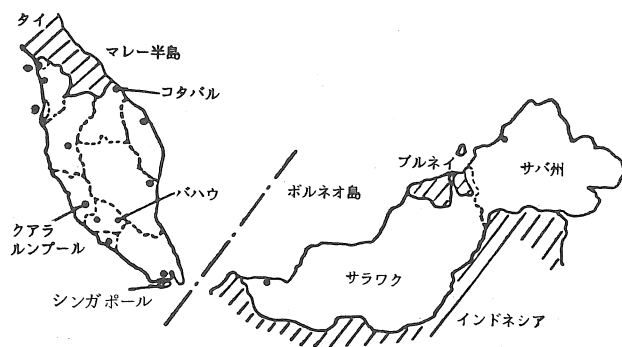 タイ
マレー半島
コタバル
ブルネイ
サバ州
バハウ
ボルネオ島
クアラ
ルンプール
サラワク
シンガポール
インドネシア